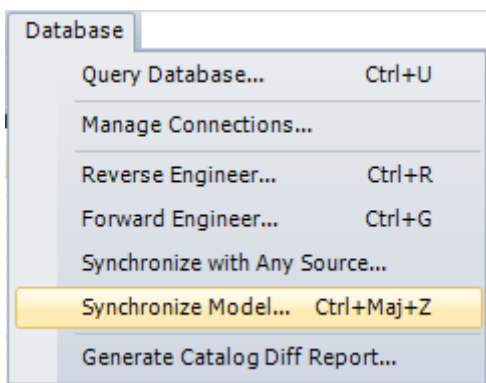 Database
Query Database... Ctrl+U
Manage Connections...
Reverse Engineer... Ctrl+R
Forward Engineer... Ctrl+G
Synchronize with Any Source...
Synchronize Model... Ctrl+Maj+Z
Generate Catalog Diff Report...